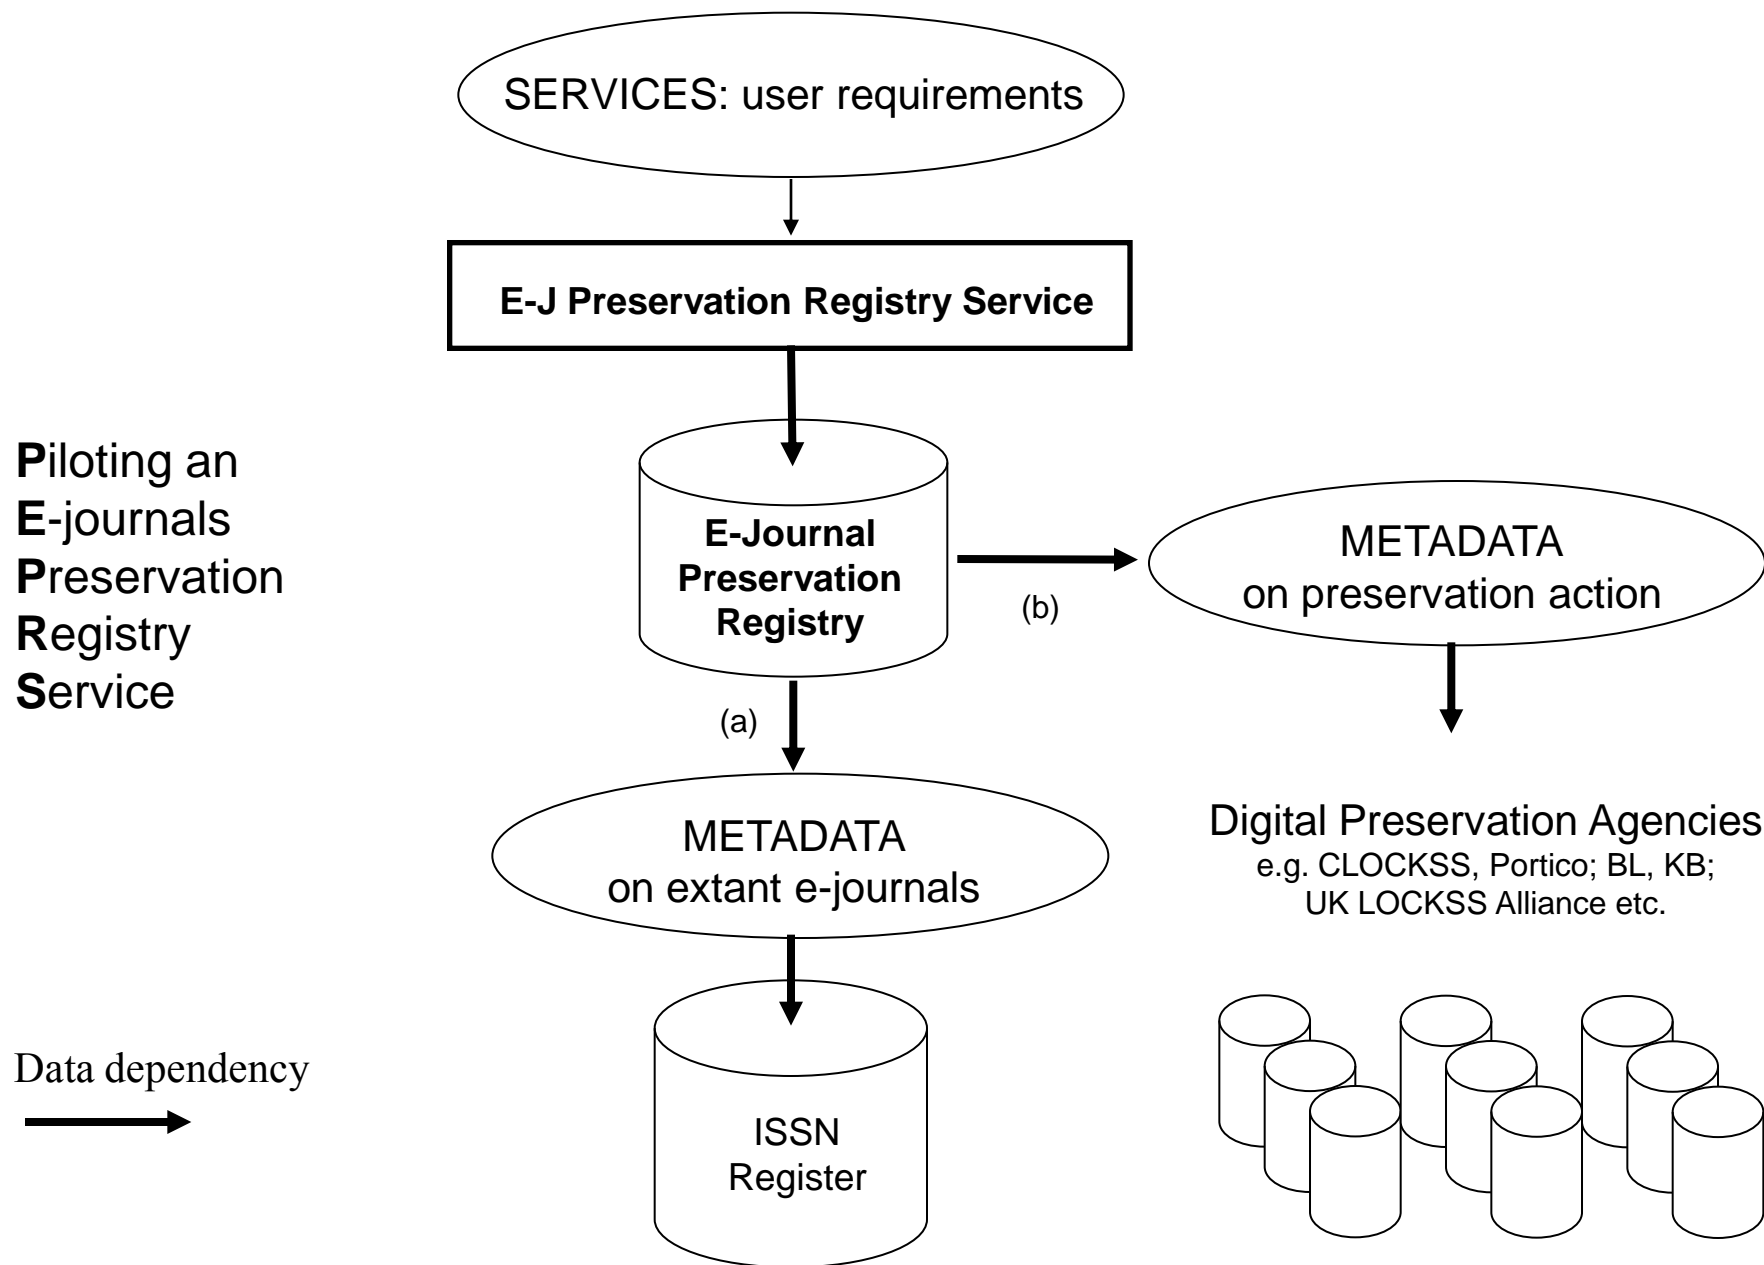 SERVICES: user requirements
E-J Preservation Registry Service
Piloting an
E-journals
Preservation
Registry
Service
E-Journal
Preservation
Registry
(b)
METADATA
on preservation action
(a)
METADATA
on extant e-journals
Digital Preservation Agencies
e.g. CLOCKSS, Portico; BL, KB;
UK LOCKSS Alliance etc.
Data dependency
ISSN
Register